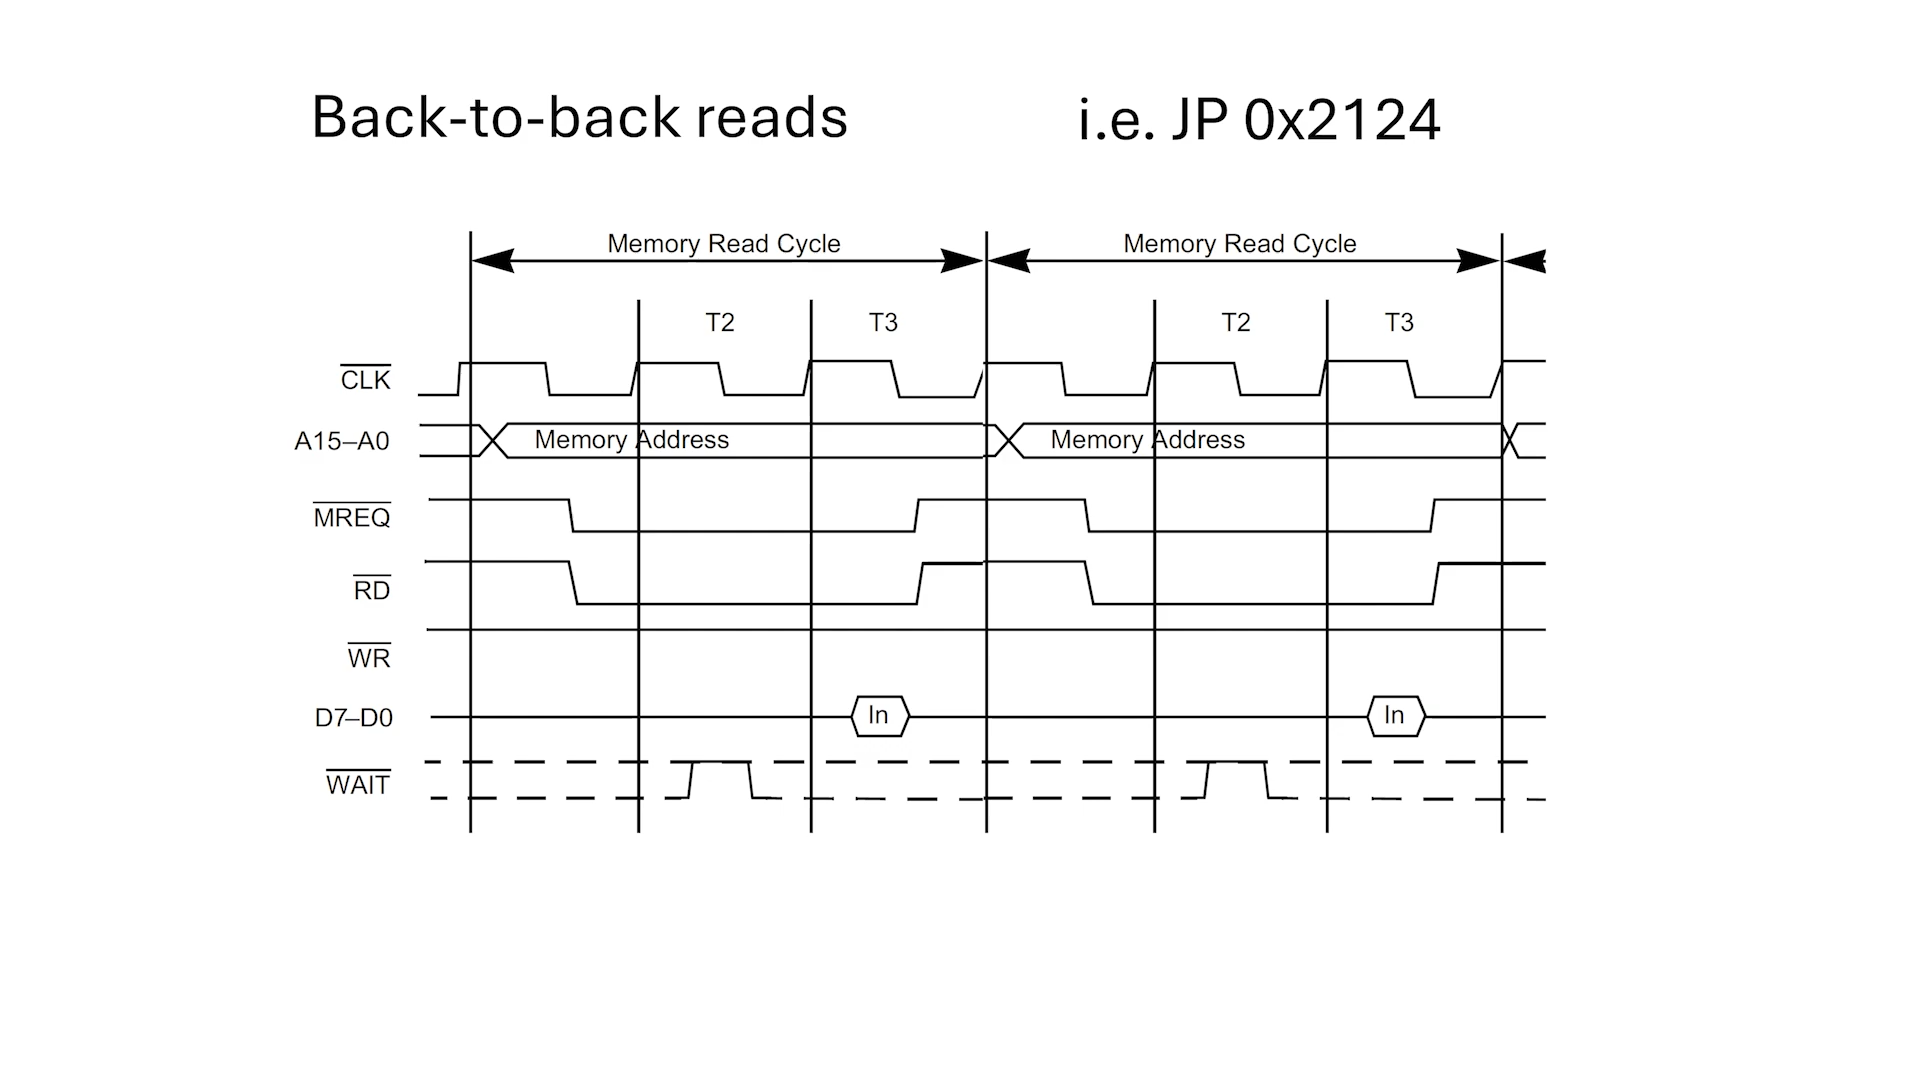 Back-to-back reads
i.e. JP 0x2124
Memory Read Cycle
Memory Read Cycle
T2
T3
T2
T3
CLK
A15–A0
Memory Address
Memory Address
MREQ
RD
WR
D7–D0
In
In
WAIT